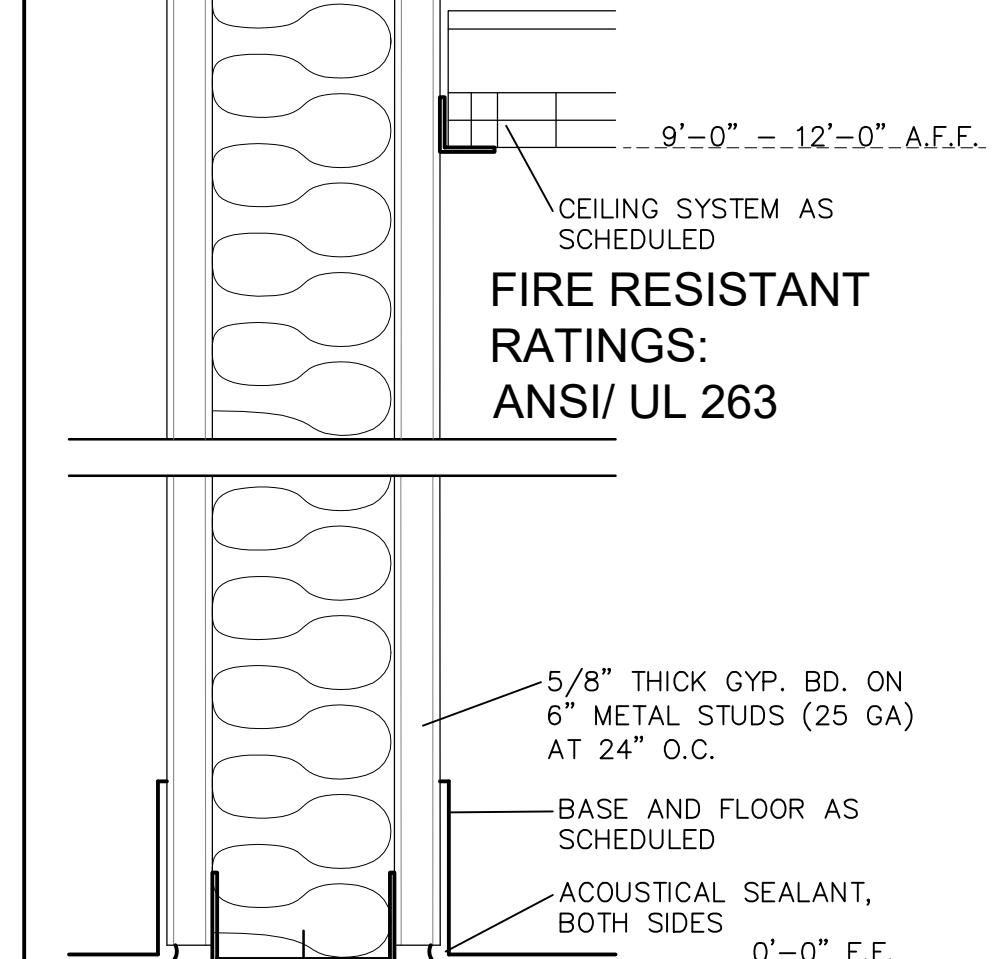 9'-0" - 12'-0" A.F.F.
CEILING SYSTEM AS
SCHEDULED
FIRE RESISTANT
RATINGS:
ANSI/ UL 263
5/8" THICK GYP. BD. ON
6" METAL STUDS (25 GA)
AT 24" O.C.
BASE AND FLOOR AS
SCHEDULED
ACOUSTICAL SEALANT,
BOTH SIDES
0'-0" F.F.